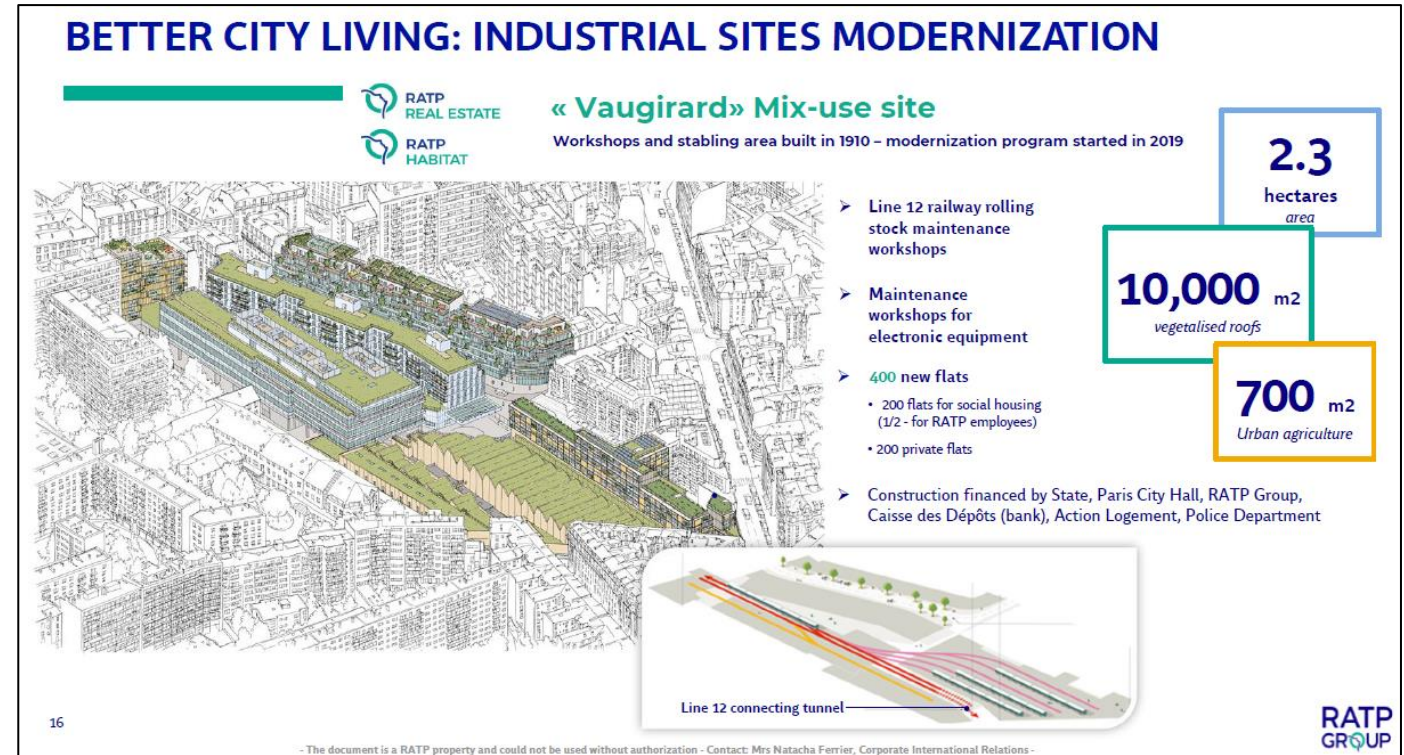 BETTER CITY LIVING: INDUSTRIAL SITES MODERNIZATION
RATP
REAL ESTATE
RATP
HABITAT
« Vaugirard» Mix-use site
Workshops and stabling area built in 1910 – modernization program started in 2019
2.3
hectares
area
10,000 m2
vegetalised roofs
700 m2
Urban agriculture
➢ Line 12 railway rolling
stock maintenance
workshops
➢ Maintenance
workshops for
electronic equipment
➢ 400 new flats
• 200 flats for social housing
(1/2 - for RATP employees)
• 200 private flats
➢ Construction financed by State, Paris City Hall, RATP Group,
Caisse des Dépôts (bank), Action Logement, Police Department
Line 12 connecting tunnel
16
- The document is a RATP property and could not be used without authorization - Contact: Mrs Natacha Ferrier, Corporate International Relations -
RATP
GROUP